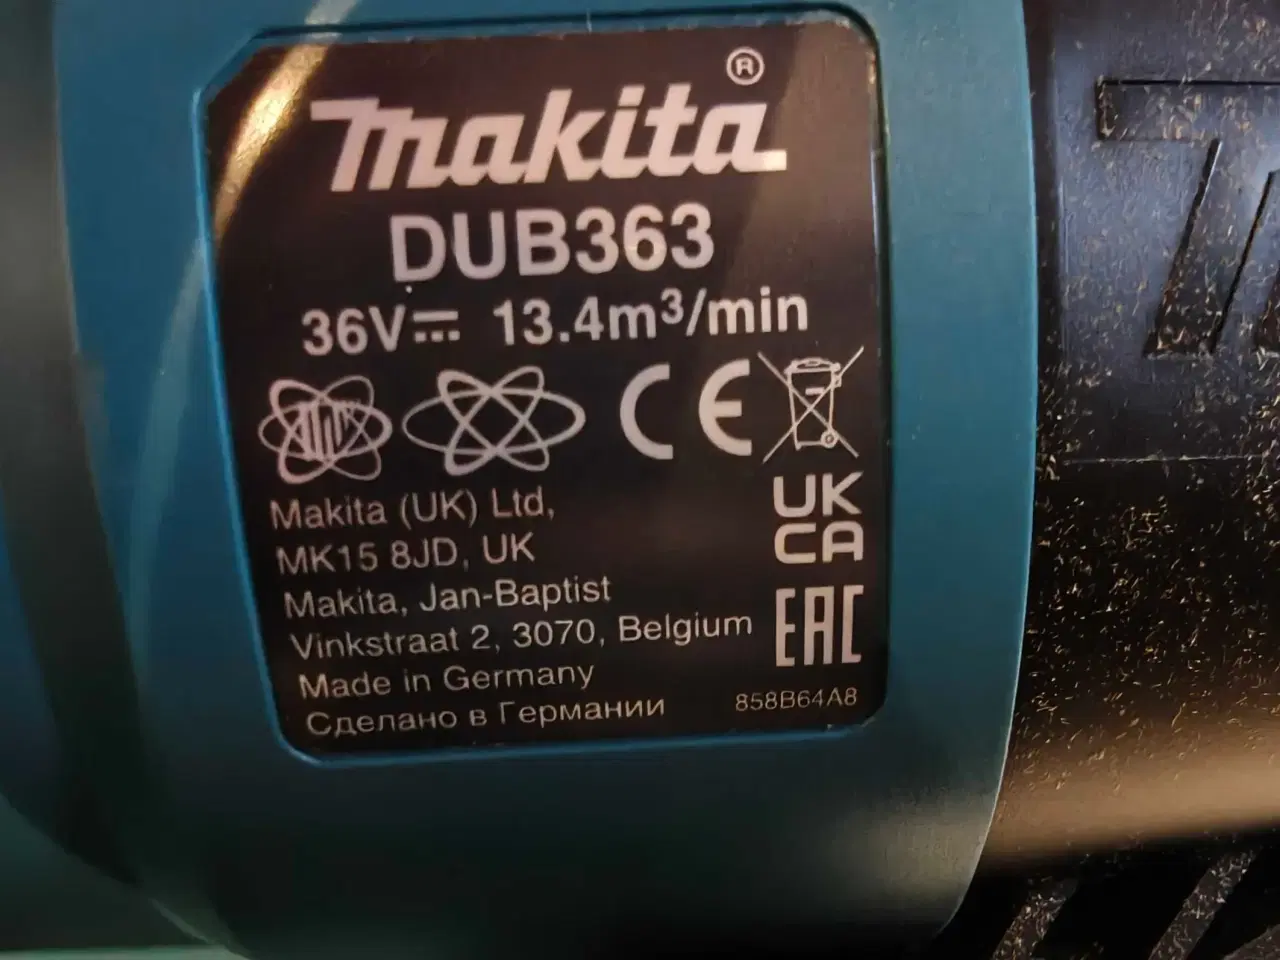 makita®
DUB363
36V 13.4m³/min
CE
Makita (UK) Ltd,
MK15 8JD, UK
Makita, Jan-Baptist
Vinkstraat 2, 3070, Belgium
Made in Germany
Сделано в Германии
UK
CA
EAC
858B64A8